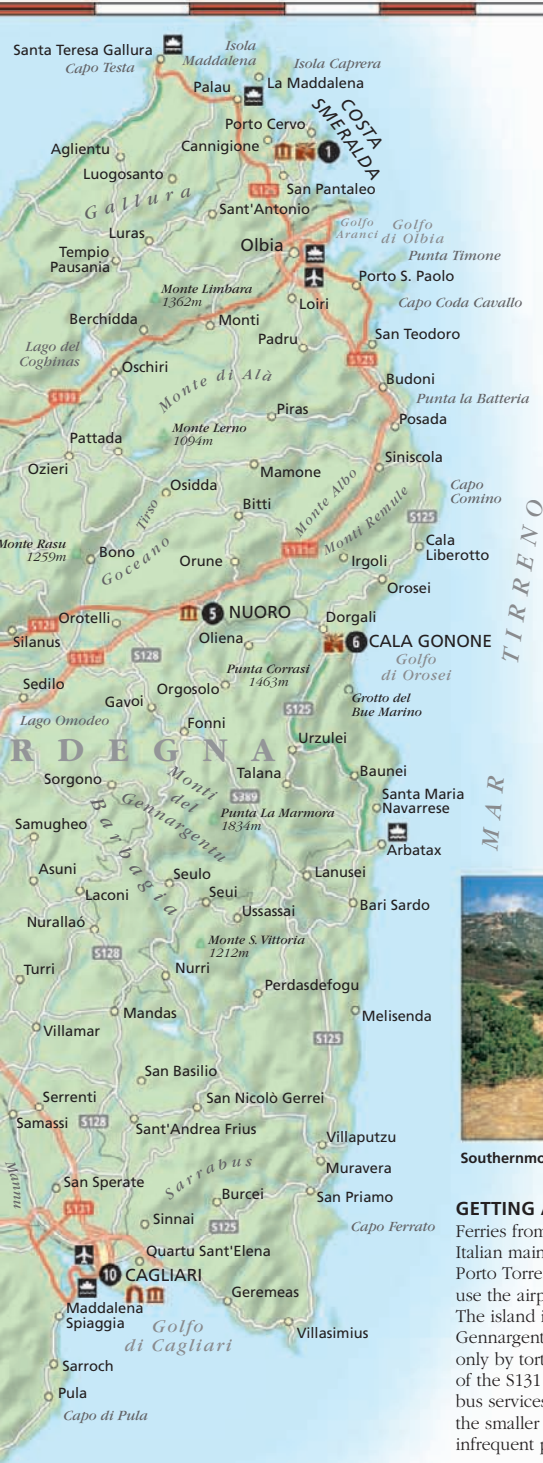 Santa Teresa Gallura
Capo Testa
Isola
Maddalena
Isola Caprera
La Maddalena
Palau
Porto Cervo
COSTA
SMERALDA
Cannigione
1
Aglientu
Luogosanto
S125
San Pantaleo
Gallura
Sant'Antonio
Luras
Golfo
Aranci
Golfo
di Olbia
Olbia
Tempio
Pausania
Punta Timone
Porto S. Paolo
Monte Limbara
1362m
Loiri
Capo Coda Cavallo
Berchidda
Monti
Padru
San Teodoro
Lago del
Coghinas
S125
Oschiri
Monte di Alà
Budoni
S199
Punta la Batteria
Piras
Posada
Monte Lerno
1094m
Pattada
Ozieri
Siniscola
Mamone
Osidda
Capo
Comino
Tirso
Bitti
Monte Albo
Monti Remule
S125
Monte Rasu
1259m
Bono
Goceano
Orune
S131d
Cala
Liberotto
Irgoli
Orosei
5 NUORO
S129
Orotelli
Silanus
Dorgali
Oliena
6 CALA GONONE
S131d
S128
Golfo
di Orosei
Punta Corrasi
1463m
Sedilo
Orgosolo
Gavoi
Grotto del
Bue Marino
Lago Omodeo
S125
Fonni
Urzulei
RDEGNA
Talana
Baunei
Sorgono
Monti
del
Gennargentu
S389
Santa Maria
Navarrese
Barbagia
Punta La Marmora
1834m
Samugheo
Arbatax
Asuni
Seulo
Lanusei
Laconi
Seui
Bari Sardo
Ussassai
Nurallaó
Monte S. Vittoria
1212m
S128
Turri
Nurri
Perdasdefogu
Mandas
Melisenda
Villamar
S125
San Basilio
Serrenti
San Nicolò Gerrei
Samassi
S128
Sant'Andrea Frius
Villaputzu
Muravera
Mannu
Sarrabus
San Sperate
Burcei
San Priamo
S131
Sinnai
S125
Capo Ferrato
Quartu Sant'Elena
10 CAGLIARI
Geremeas
Maddalena
Spiaggia
Golfo
di Cagliari
Villasimius
Sarroch
Pula
Capo di Pula
MAR TIRRENO
Southernmo
GETTING A
Ferries from
Italian main
Porto Torre
use the airp
The island i
Gennargent
only by tort
of the S131
bus services
the smaller
infrequent p